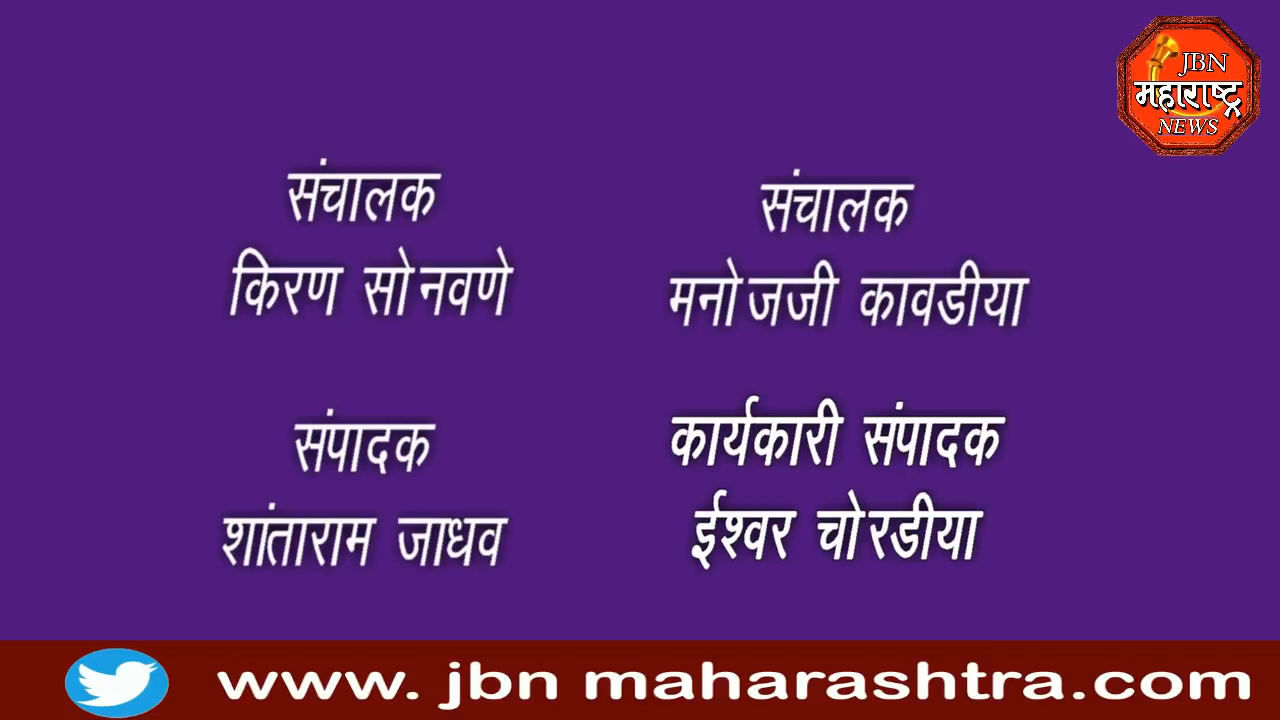 JBN
महाराष्ट्र
NEWS
संचालक
किरण सोनवणे
संचालक
मनोजजी कावडीया
संपादक
शांताराम जाधव
कार्यकारी संपादक
ईश्वर चोरडीया
www. jbn maharashtra.com